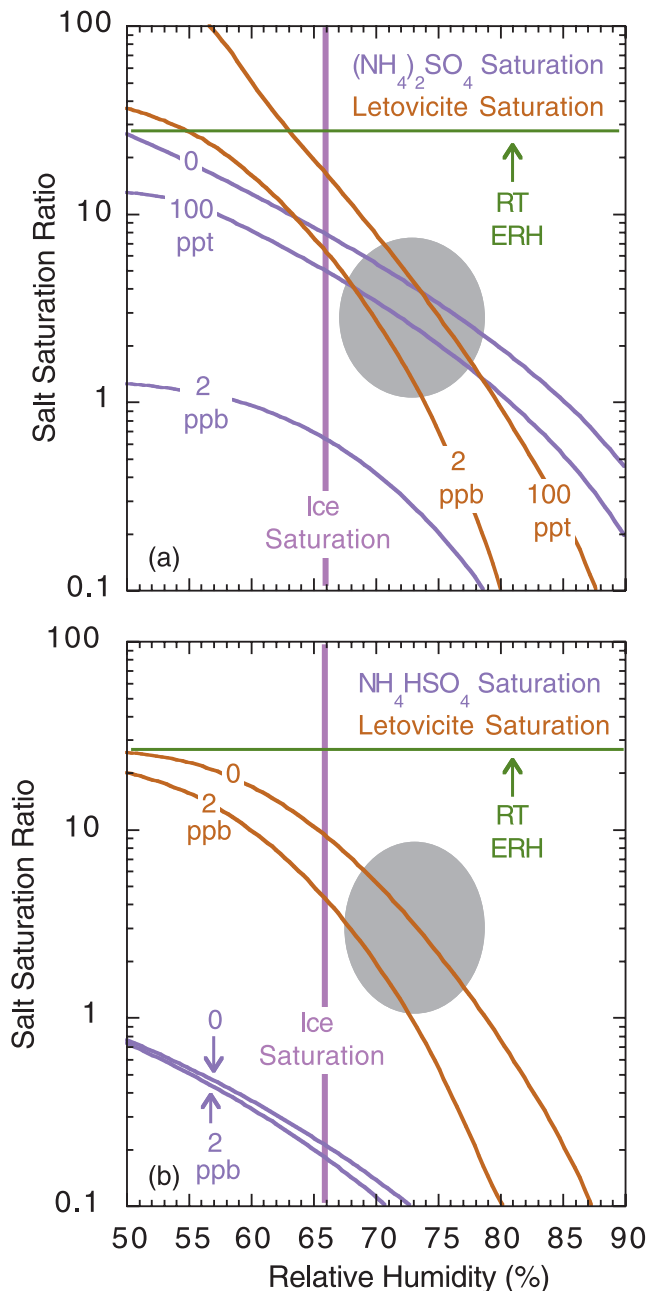 100
(NH4)2SO4 Saturation
Letovicite Saturation
0
100
ppt
RT
ERH
10
Salt Saturation Ratio
1
2
ppb
2
ppb
100
ppt
Ice
Saturation
(a)
0.1
100
NH4HSO4 Saturation
Letovicite Saturation
0
2
ppb
RT
ERH
10
Salt Saturation Ratio
1
0
Ice
Saturation
2
ppb
(b)
0.1
50 55 60 65 70 75 80 85 90
Relative Humidity (%)